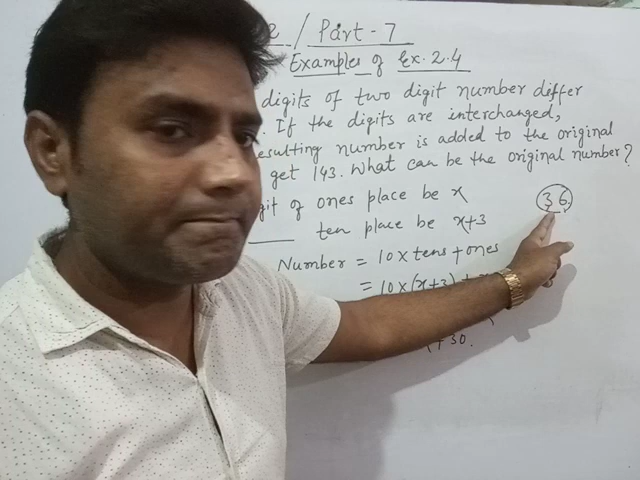 2 / Part - 7
Examples of Ex. 2.4
digits of two digit number differ
. If the digits are interchanged,
esulting number is added to the original
get 143. What can be the original number?
git of ones place be x
ten place be x+3
36
Number = 10 x tens + ones
= 10 x (x+3) +
+30.